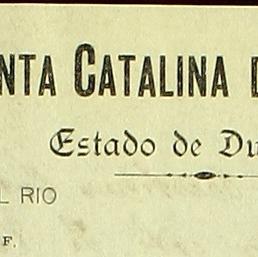 NTA CATALINA D
Estado de Du
L RIO
F.